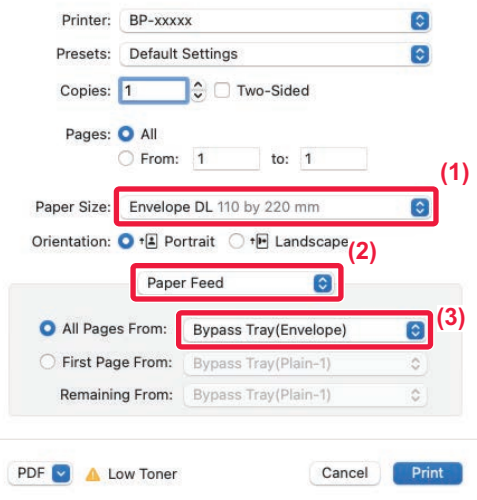 Printer: BP-xxxxx
Presets: Default Settings
Copies: 1 Two-Sided
Pages: All
From: 1 to: 1
(1)
Paper Size: Envelope DL 110 by 220 mm
Orientation: Portrait Landscape
(2)
Paper Feed
(3)
All Pages From: Bypass Tray(Envelope)
First Page From: Bypass Tray(Plain-1)
Remaining From: Bypass Tray(Plain-1)
PDF Low Toner Cancel Print